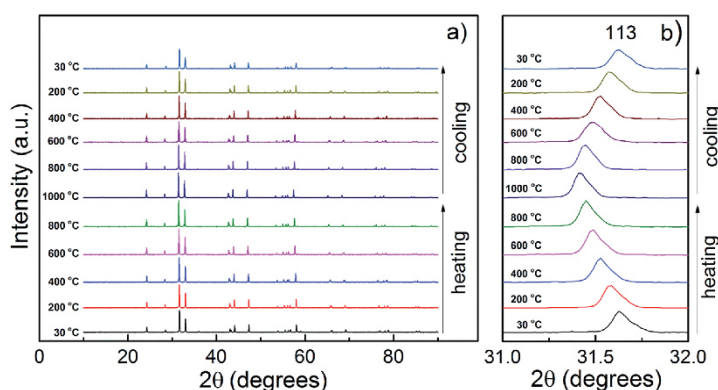 a)
30 °C
200 °C
400 °C
600 °C
800 °C
1000 °C
800 °C
600 °C
400 °C
200 °C
30 °C
cooling
heating
Intensity (a.u.)
0 20 40 60 80
2θ (degrees)
113 b)
30 °C
200 °C
400 °C
600 °C
800 °C
1000 °C
800 °C
600 °C
400 °C
200 °C
30 °C
cooling
heating
31.0 31.5 32.0
2θ (degrees)